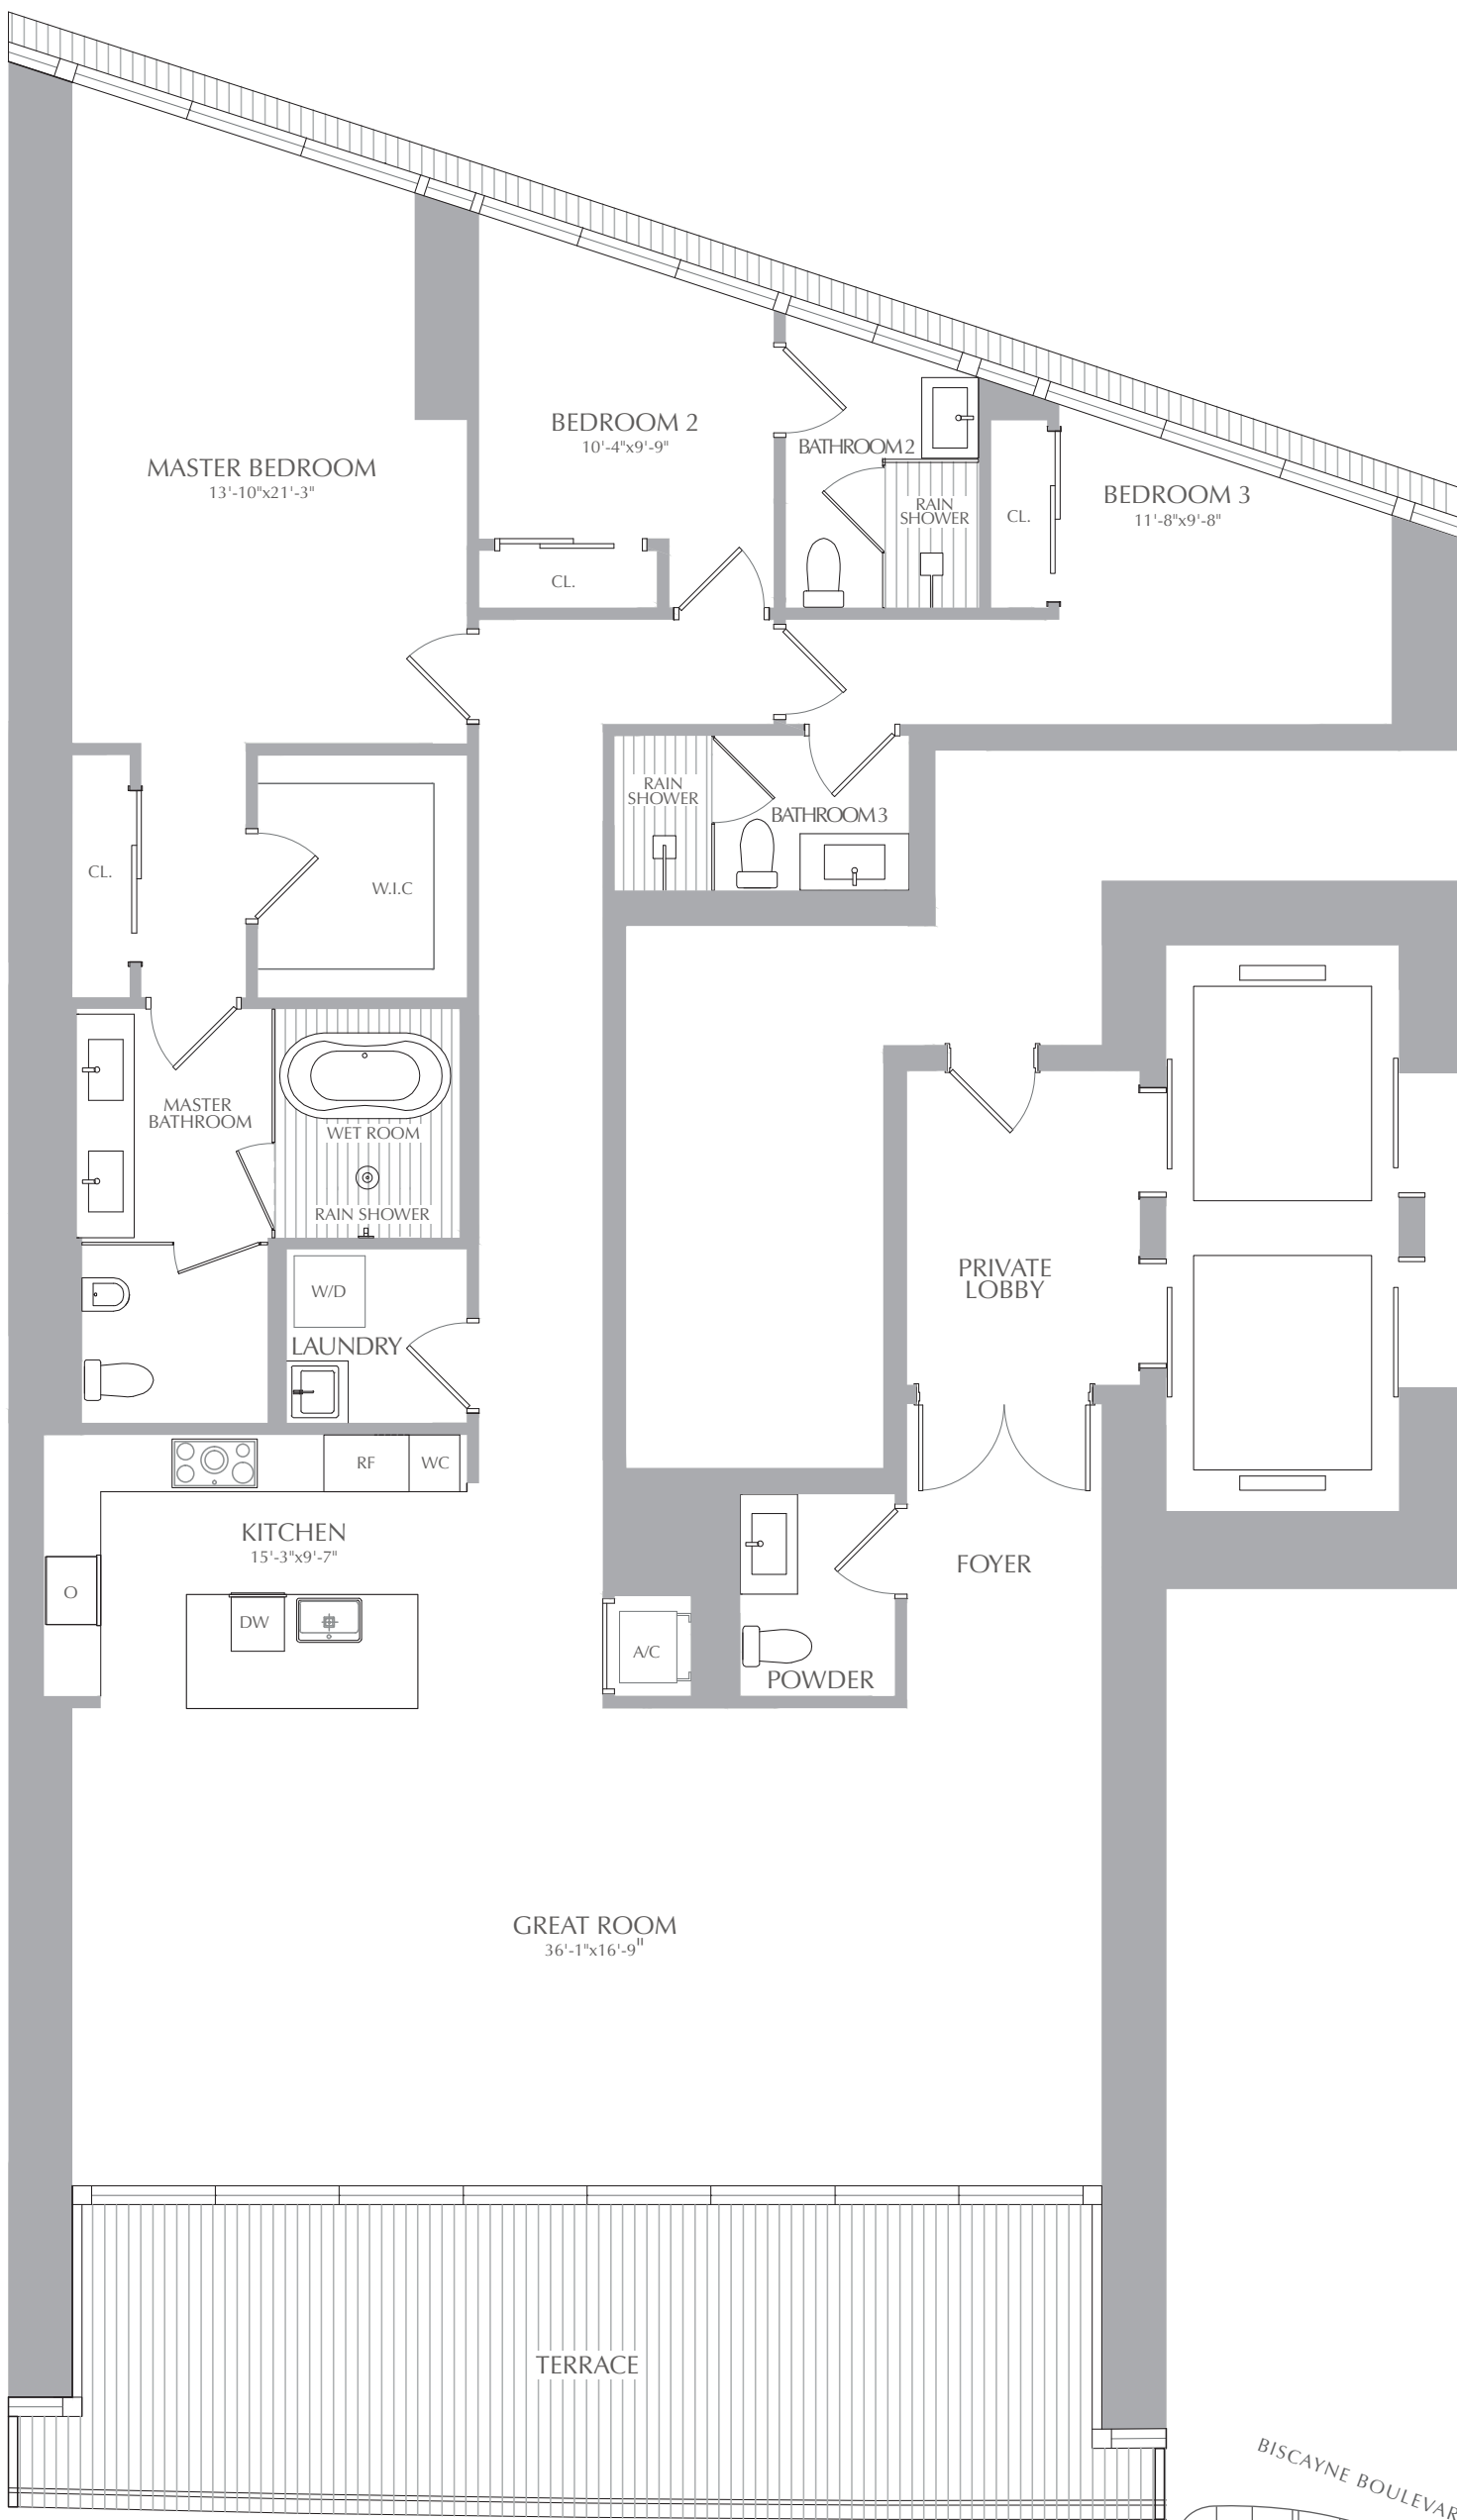 BEDROOM 2
10'-4"x9'-9"
MASTER BEDROOM
13'-10"x21'-3"
BATHROOM 2
BEDROOM 3
11'-8"x9'-8"
RAIN
SHOWER
CL.
CL.
RAIN
SHOWER
BATHROOM 3
CL.
W.I.C
MASTER
BATHROOM
WET ROOM
RAIN SHOWER
PRIVATE
LOBBY
W/D
LAUNDRY
RF
WC
KITCHEN
15'-3"x9'-7"
FOYER
O
DW
A/C
POWDER
GREAT ROOM
36'-1"x16'-9"
TERRACE
BISCAYNE BOULEVAR